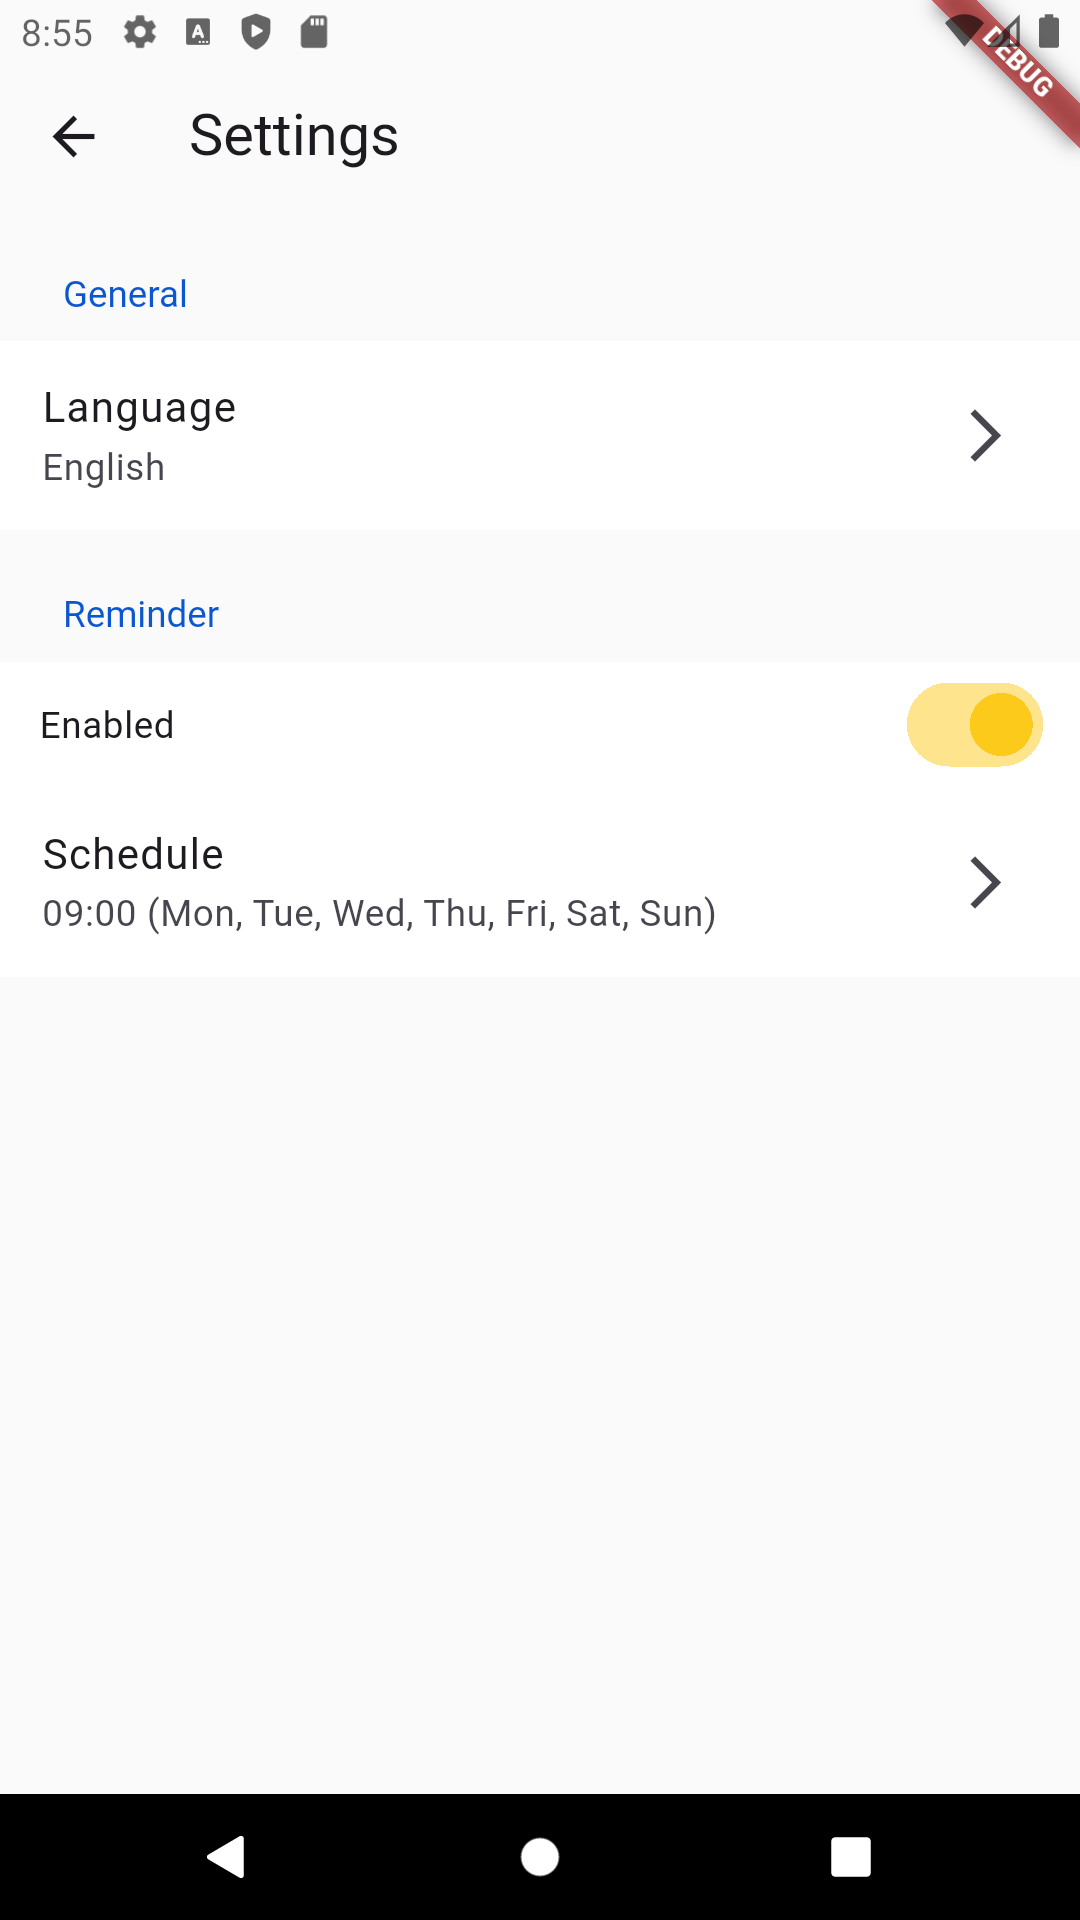 8:55
DEBUG
Settings
General
Language
English
Reminder
Enabled
Schedule
09:00 (Mon, Tue, Wed, Thu, Fri, Sat, Sun)